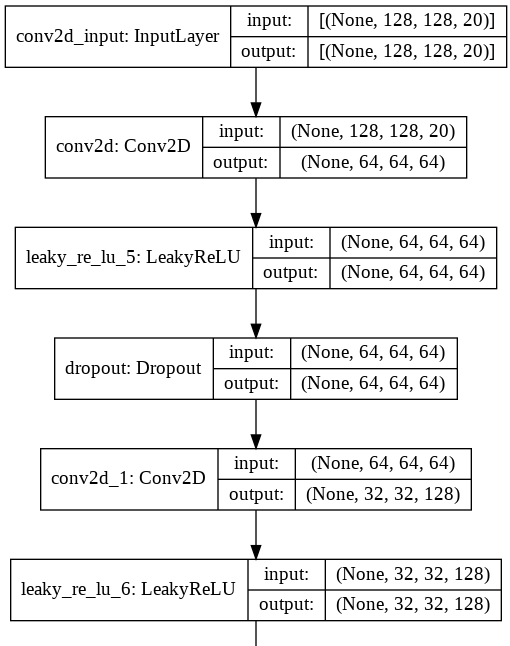 conv2d_input: InputLayer
input: [(None, 128, 128, 20)]
output: [(None, 128, 128, 20)]
conv2d: Conv2D
input: (None, 128, 128, 20)
output: (None, 64, 64, 64)
leaky_re_lu_5: LeakyReLU
input: (None, 64, 64, 64)
output: (None, 64, 64, 64)
dropout: Dropout
input: (None, 64, 64, 64)
output: (None, 64, 64, 64)
conv2d_1: Conv2D
input: (None, 64, 64, 64)
output: (None, 32, 32, 128)
leaky_re_lu_6: LeakyReLU
input: (None, 32, 32, 128)
output: (None, 32, 32, 128)